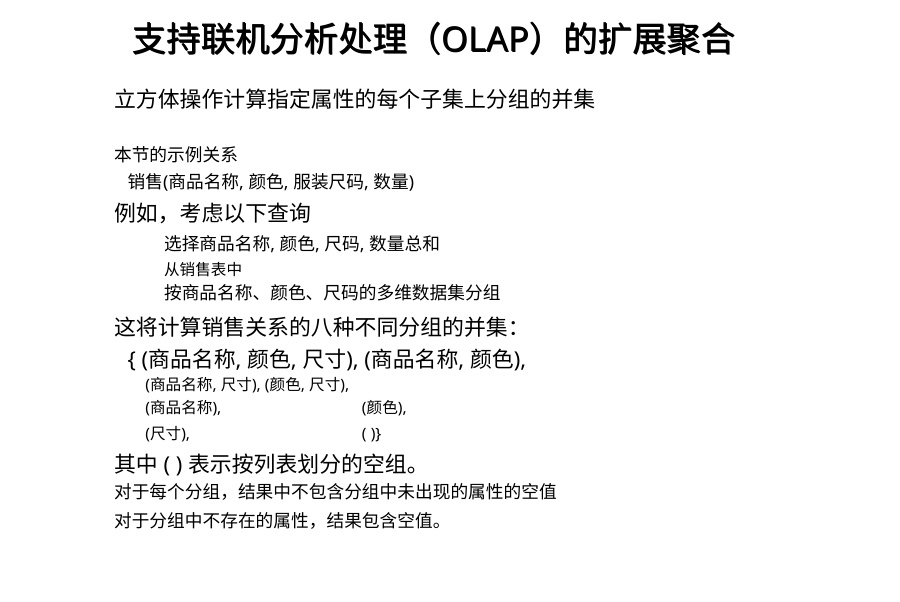 支持联机分析处理（OLAP）的扩展聚合
立方体操作计算指定属性的每个子集上分组的并集
本节的示例关系
销售(商品名称, 颜色, 服装尺码, 数量)
例如，考虑以下查询
选择商品名称, 颜色, 尺码, 数量总和
从销售表中
按商品名称、颜色、尺码的多维数据集分组
这将计算销售关系的八种不同分组的并集：
{ (商品名称, 颜色, 尺寸), (商品名称, 颜色),
(商品名称, 尺寸), (颜色, 尺寸),
(商品名称), (颜色),
(尺寸), ( )}
其中 ( ) 表示按列表划分的空组。
对于每个分组，结果中不包含分组中未出现的属性的空值
对于分组中不存在的属性，结果包含空值。